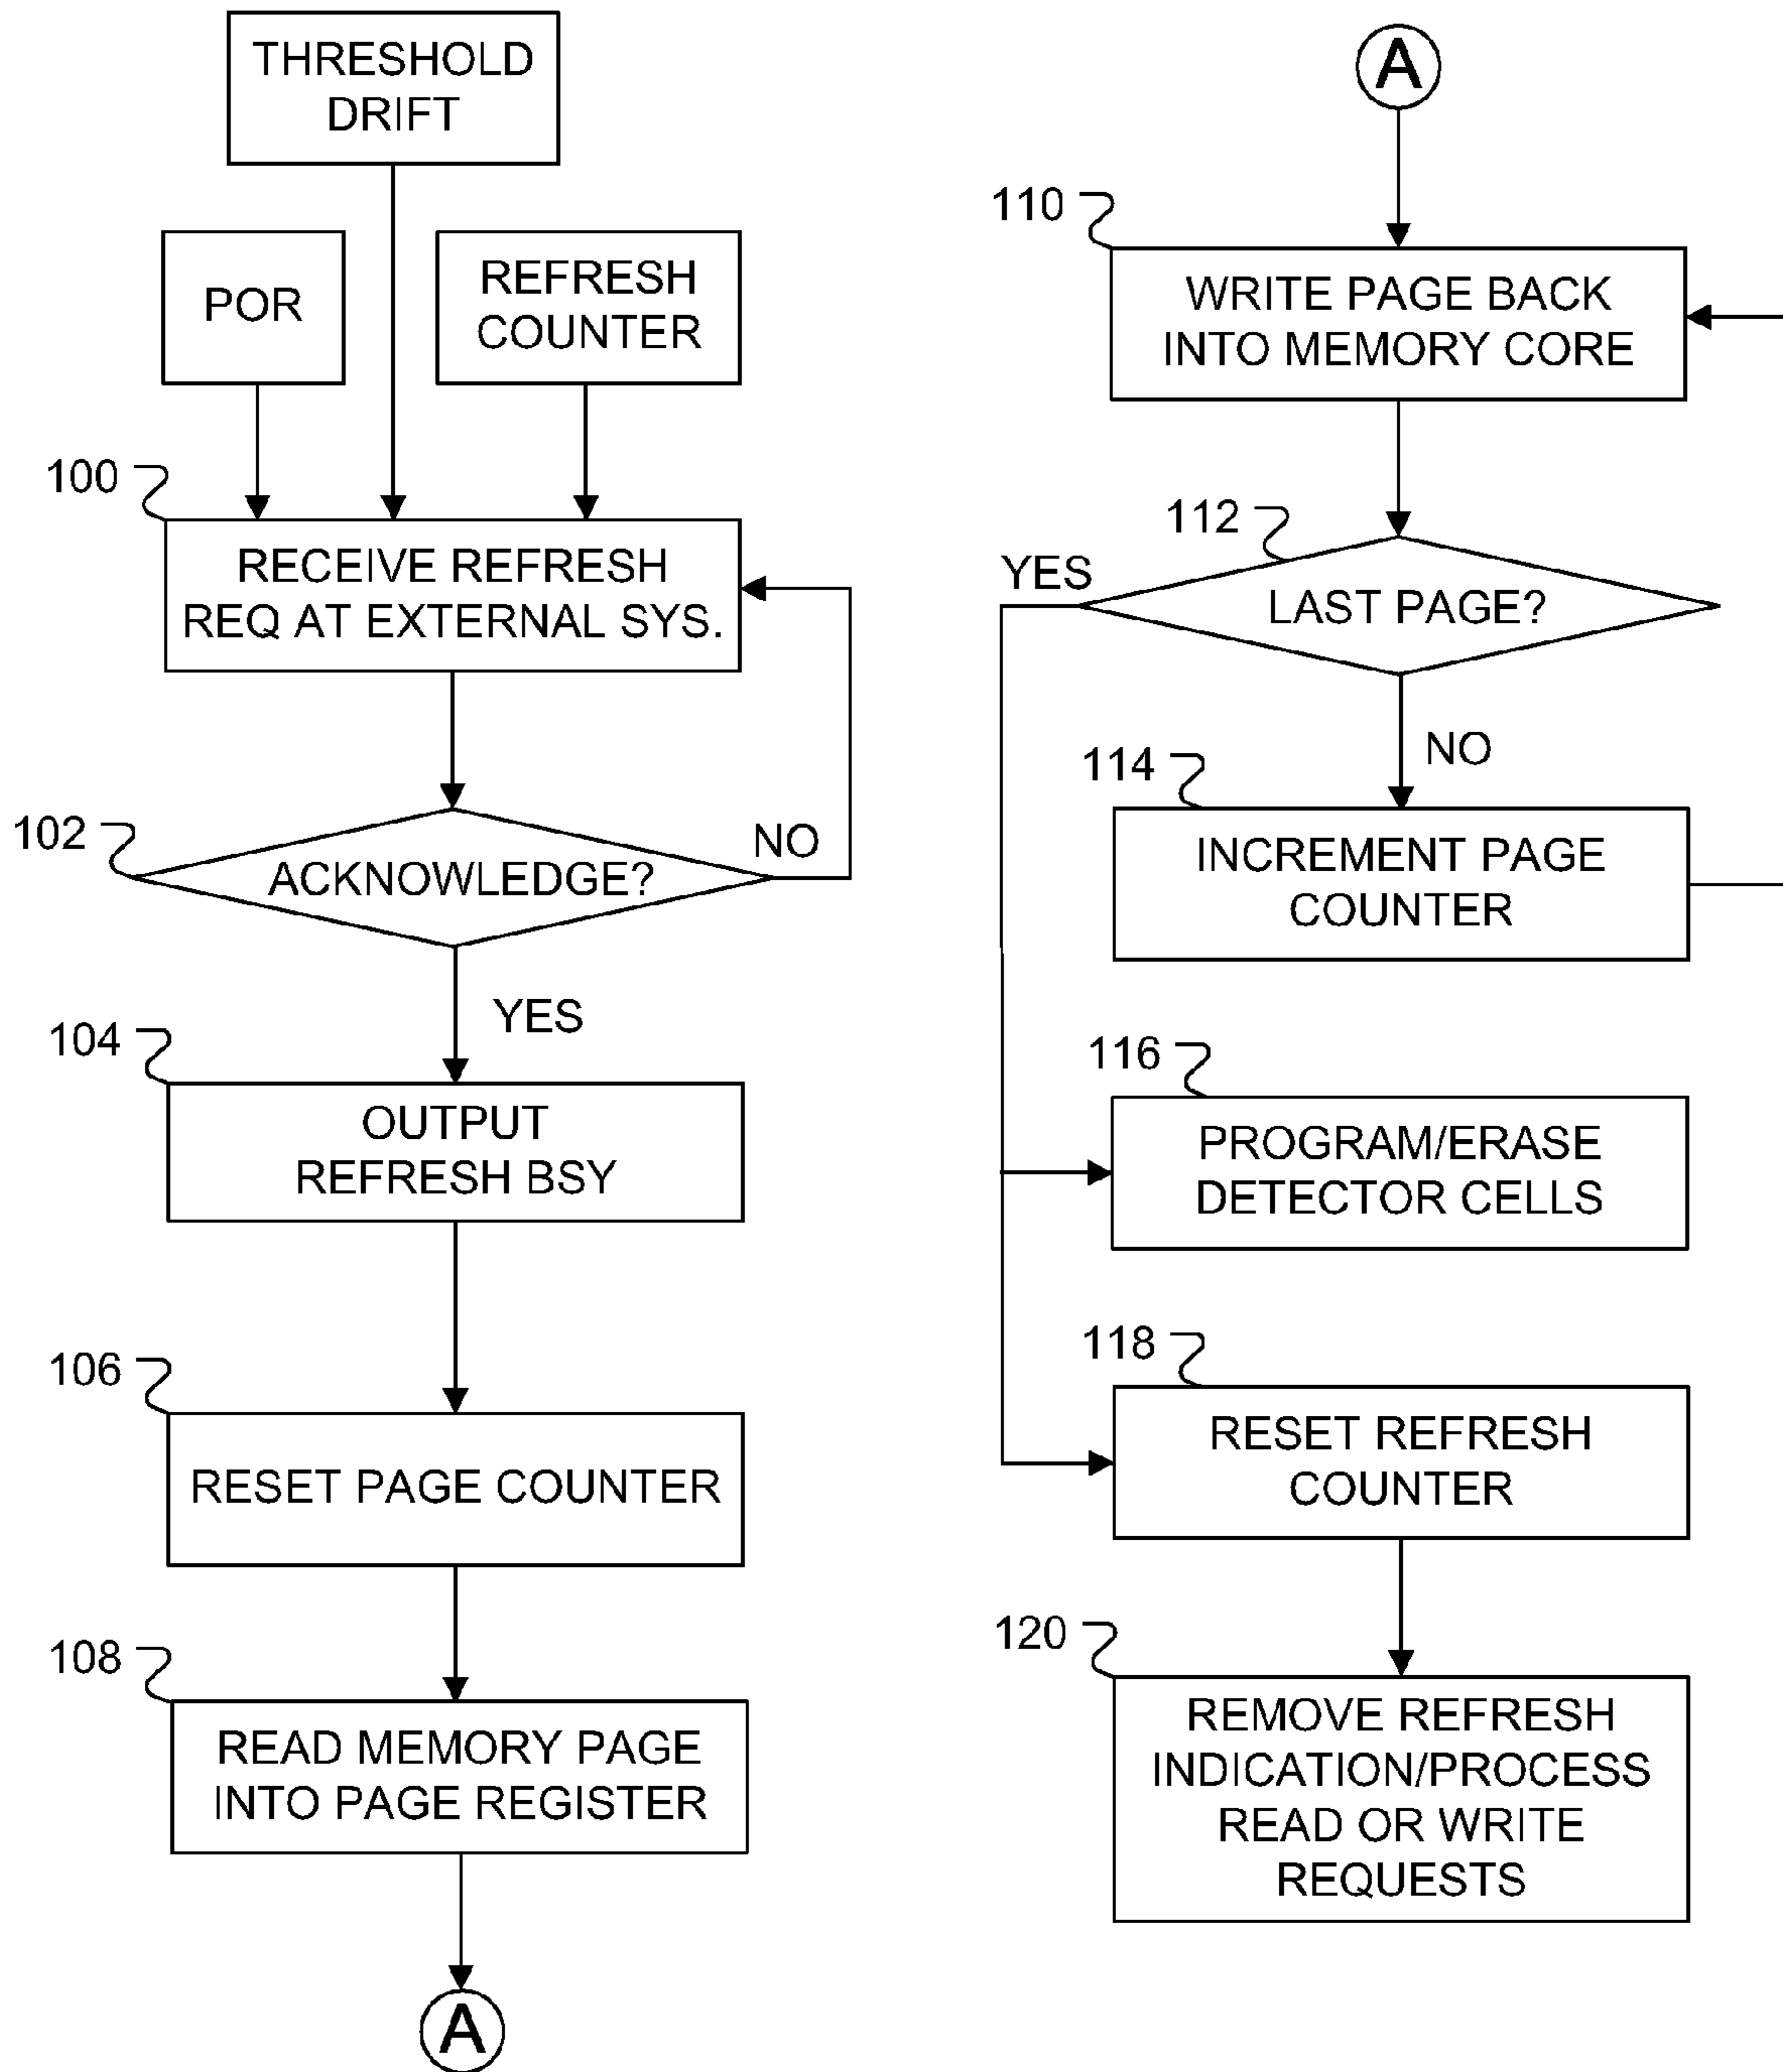 THRESHOLD
DRIFT
POR
REFRESH
COUNTER
100
RECEIVE REFRESH
REQ AT EXTERNAL SYS.
102
ACKNOWLEDGE?
NO
YES
104
OUTPUT
REFRESH BSY
106
RESET PAGE COUNTER
108
READ MEMORY PAGE
INTO PAGE REGISTER
A
A
110
WRITE PAGE BACK
INTO MEMORY CORE
112
YES
LAST PAGE?
NO
114
INCREMENT PAGE
COUNTER
116
PROGRAM/ERASE
DETECTOR CELLS
118
RESET REFRESH
COUNTER
120
REMOVE REFRESH
INDICATION/PROCESS
READ OR WRITE
REQUESTS